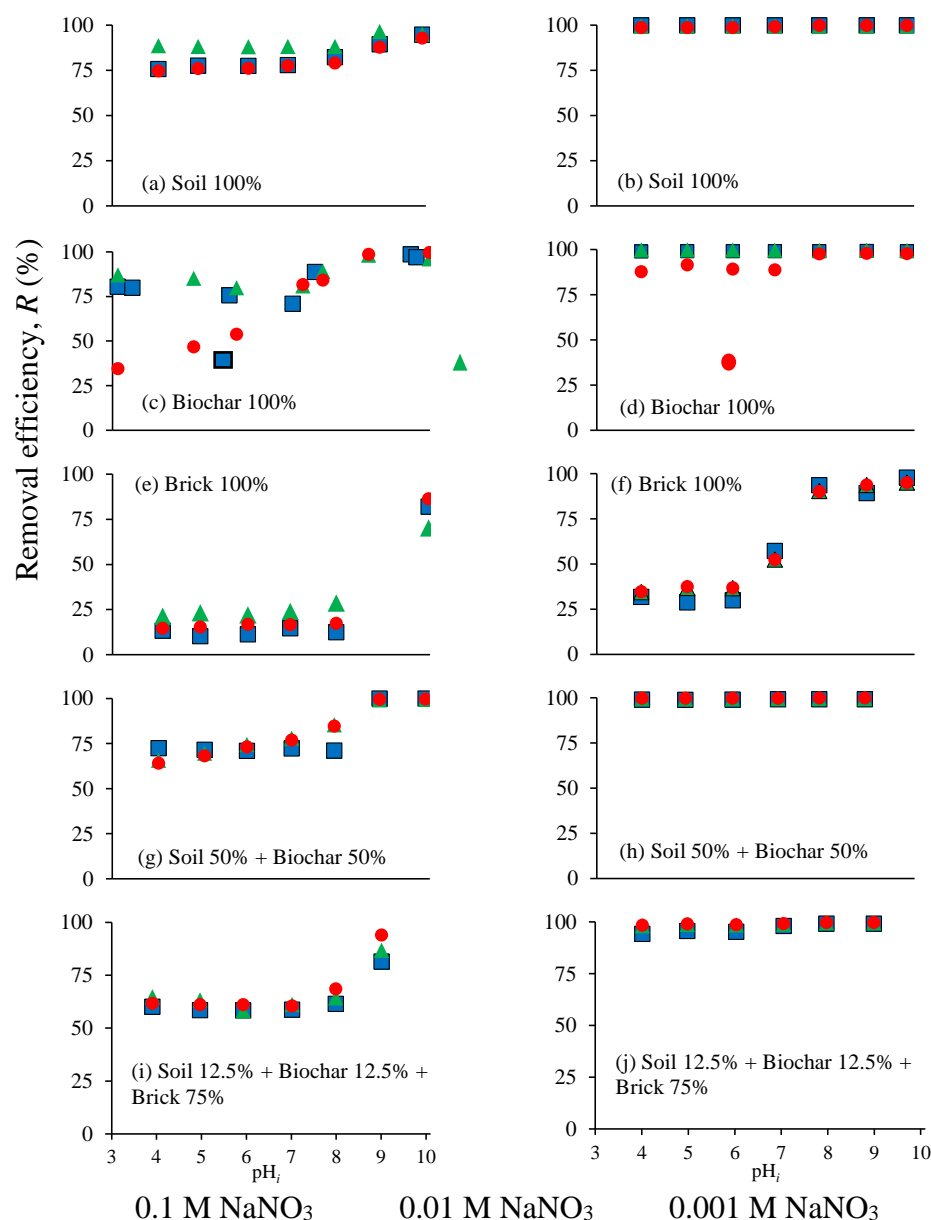 Removal efficiency, R (%)
100
75
50
25
0
(a) Soil 100%
100
75
50
25
0
(b) Soil 100%
100
75
50
25
0
(c) Biochar 100%
100
75
50
25
0
(d) Biochar 100%
100
75
50
25
0
(e) Brick 100%
100
75
50
25
0
(f) Brick 100%
100
75
50
25
0
(g) Soil 50% + Biochar 50%
100
75
50
25
0
(h) Soil 50% + Biochar 50%
100
75
50
25
0
(i) Soil 12.5% + Biochar 12.5% +
Brick 75%
3 4 5 6 7 8 9 10
pHi
100
75
50
25
0
(j) Soil 12.5% + Biochar 12.5% +
Brick 75%
3 4 5 6 7 8 9 10
pHi
0.1 M NaNO3 0.01 M NaNO3 0.001 M NaNO3